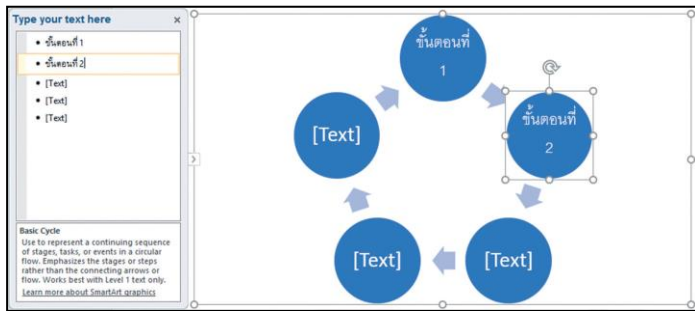 Type your text here
×
• ขั้นตอนที่ 1
• ขั้นตอนที่ 2
• [Text]
• [Text]
• [Text]
Basic Cycle
Use to represent a continuing sequence
of stages, tasks, or events in a circular
flow. Emphasizes the stages or steps
rather than the connecting arrows or
flow. Works best with Level 1 text only.
Learn more about SmartArt graphics
ขั้นตอนที่
1
ขั้นตอนที่
2
[Text]
[Text]
[Text]